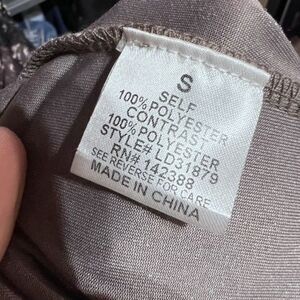 S
SELF
100% POLYESTER
CONTRAST
100% POLYESTER
STYLE# LD31879
RN# 142388
SEE REVERSE FOR CARE
MADE IN CHINA